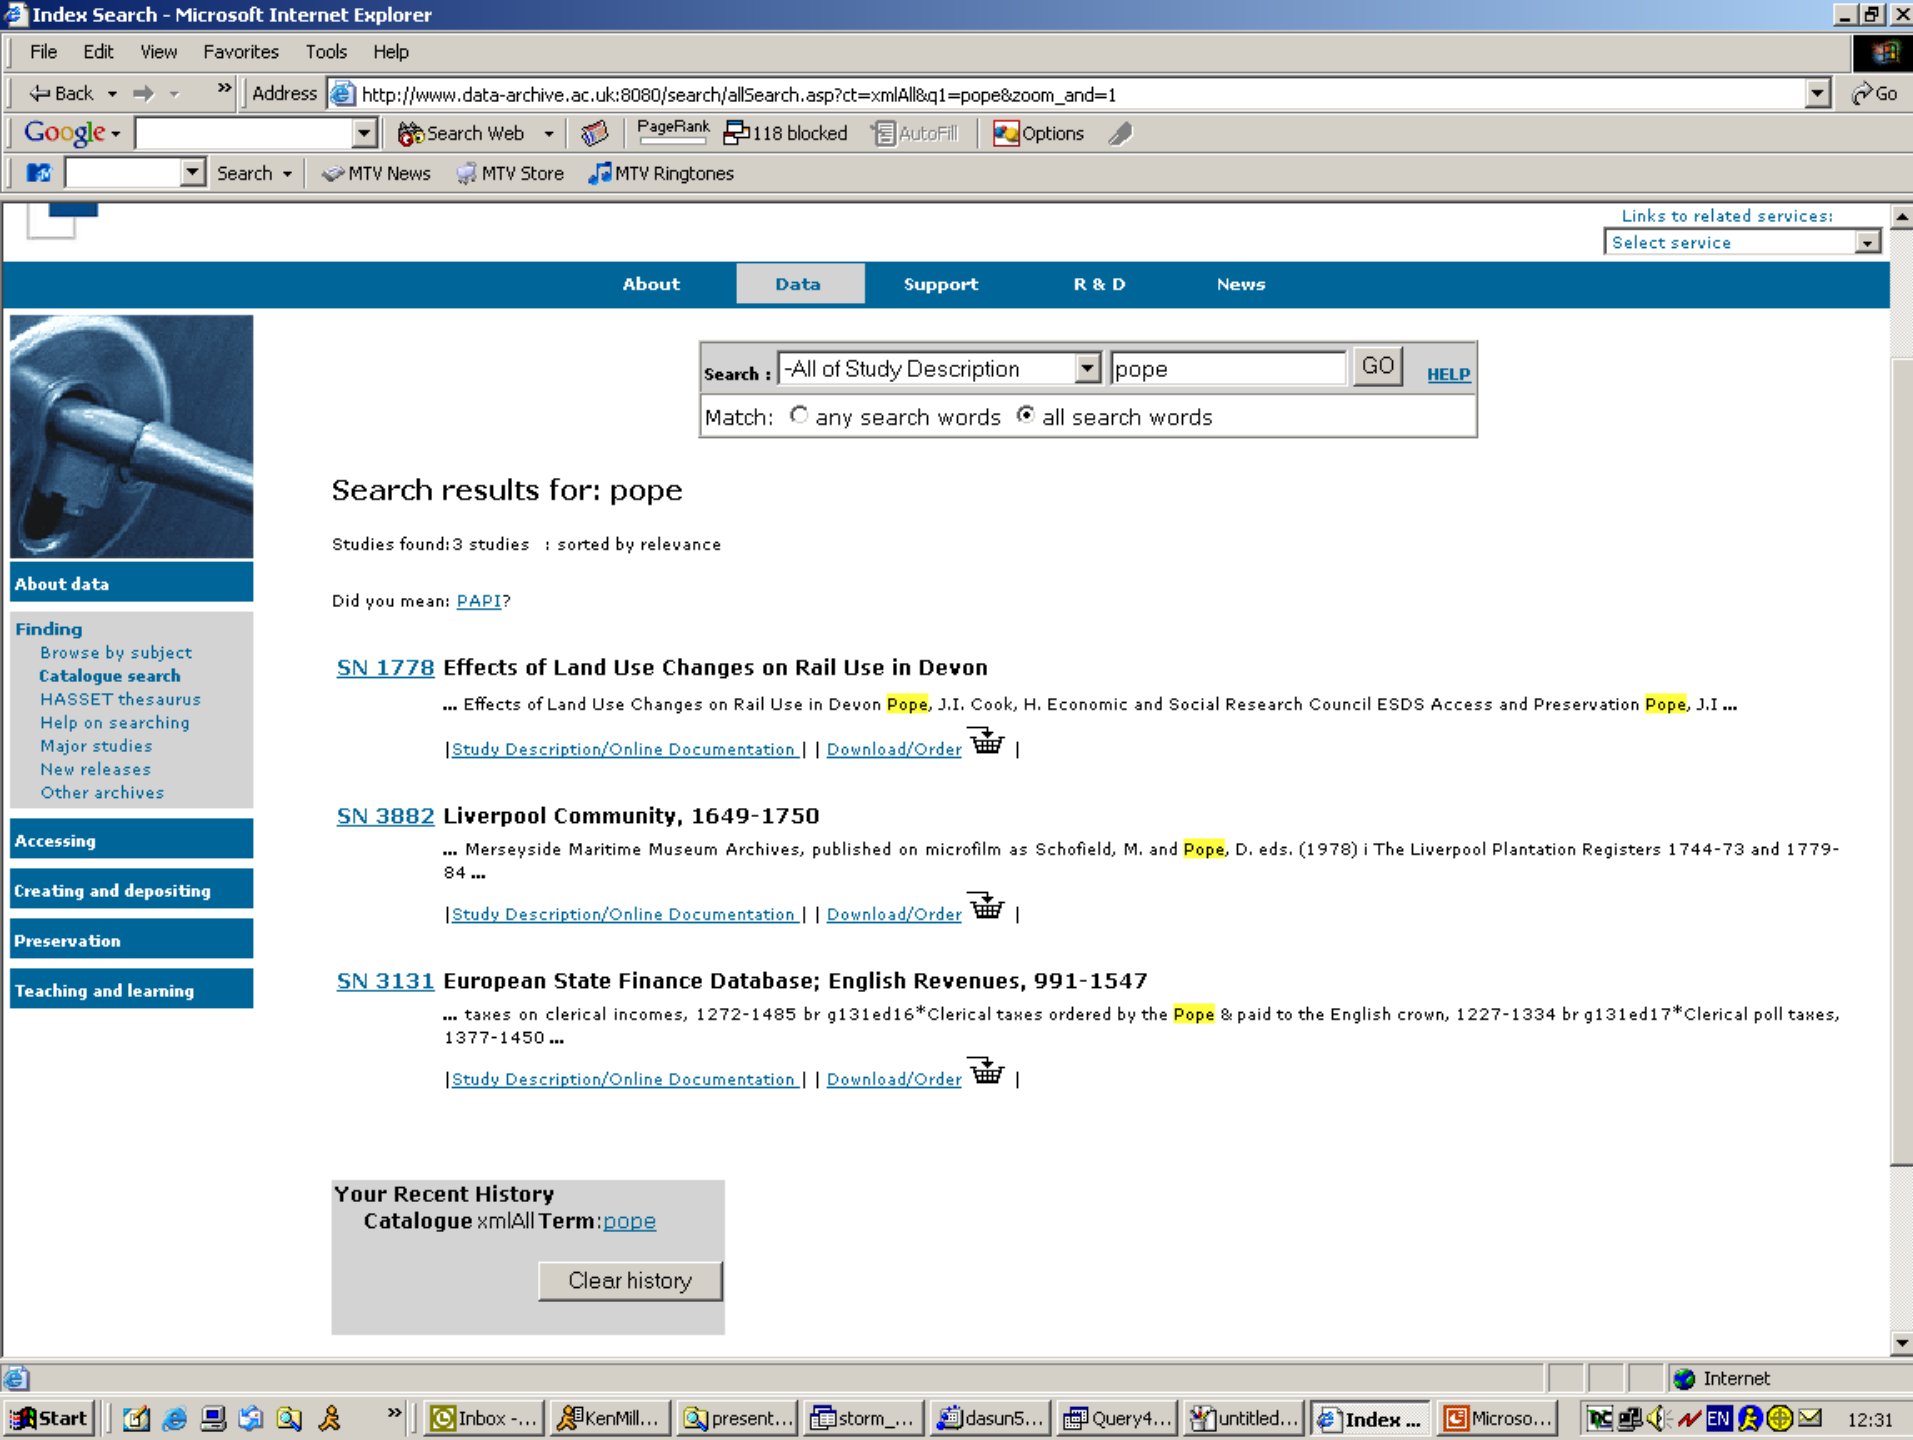 Index Search - Microsoft Internet Explorer
File Edit View Favorites Tools Help
Back » Address http://www.data-archive.ac.uk:8080/search/allSearch.asp?ct=xmlAll&q1=pope&zoom_and=1 Go
Google Search Web PageRank 118 blocked AutoFill Options
Search MTV News MTV Store MTV Ringtones
Links to related services:
Select service
About Data Support R & D News
Search : -All of Study Description pope GO HELP
Match: any search words all search words
Search results for: pope
Studies found:3 studies : sorted by relevance
Did you mean: PAPI?
About data
Finding
Browse by subject
Catalogue search
HASSET thesaurus
Help on searching
Major studies
New releases
Other archives
Accessing
Creating and depositing
Preservation
Teaching and learning
SN 1778 Effects of Land Use Changes on Rail Use in Devon
... Effects of Land Use Changes on Rail Use in Devon Pope, J.I. Cook, H. Economic and Social Research Council ESDS Access and Preservation Pope, J.I ...
|Study Description/Online Documentation | | Download/Order |
SN 3882 Liverpool Community, 1649-1750
... Merseyside Maritime Museum Archives, published on microfilm as Schofield, M. and Pope, D. eds. (1978) i The Liverpool Plantation Registers 1744-73 and 1779-
84 ...
|Study Description/Online Documentation | | Download/Order |
SN 3131 European State Finance Database; English Revenues, 991-1547
... taxes on clerical incomes, 1272-1485 br g131ed16*Clerical taxes ordered by the Pope & paid to the English crown, 1227-1334 br g131ed17*Clerical poll taxes,
1377-1450 ...
|Study Description/Online Documentation | | Download/Order |
Your Recent History
Catalogue xmlAll Term:pope
Clear history
Internet
Start » Inbox -... KenMill... present... storm_... dasun5... Query4... untitled... Index ... Microso... EN 12:31